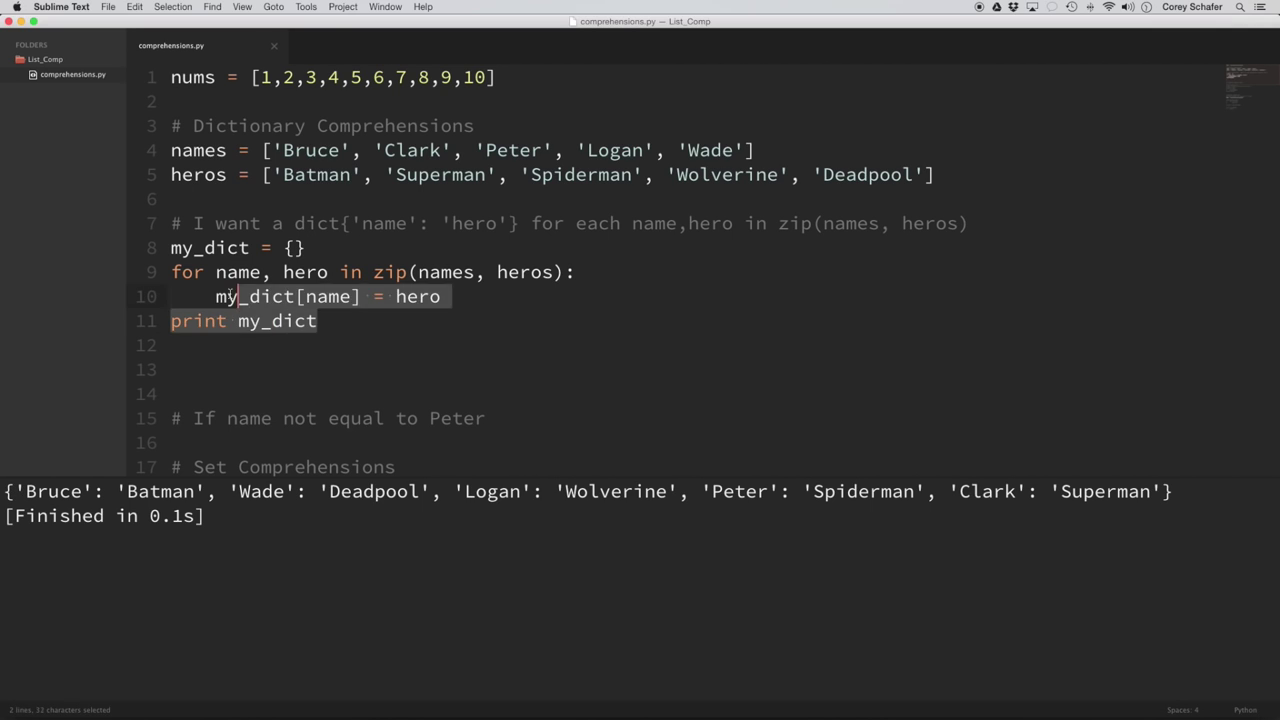 Sublime Text File Edit Selection Find View Goto Tools Project Window Help Corey Schafer
comprehensions.py — List_Comp
FOLDERS
List_Comp
comprehensions.py
comprehensions.py
1 nums = [1,2,3,4,5,6,7,8,9,10]
2
3 # Dictionary Comprehensions
4 names = ['Bruce', 'Clark', 'Peter', 'Logan', 'Wade']
5 heros = ['Batman', 'Superman', 'Spiderman', 'Wolverine', 'Deadpool']
6
7 # I want a dict{'name': 'hero'} for each name,hero in zip(names, heros)
8 my_dict = {}
9 for name, hero in zip(names, heros):
10 my_dict[name] = hero
11 print my_dict
12
13
14
15 # If name not equal to Peter
16
17 # Set Comprehensions
{'Bruce': 'Batman', 'Wade': 'Deadpool', 'Logan': 'Wolverine', 'Peter': 'Spiderman', 'Clark': 'Superman'}
[Finished in 0.1s]
2 lines, 32 characters selected Spaces: 4 Python